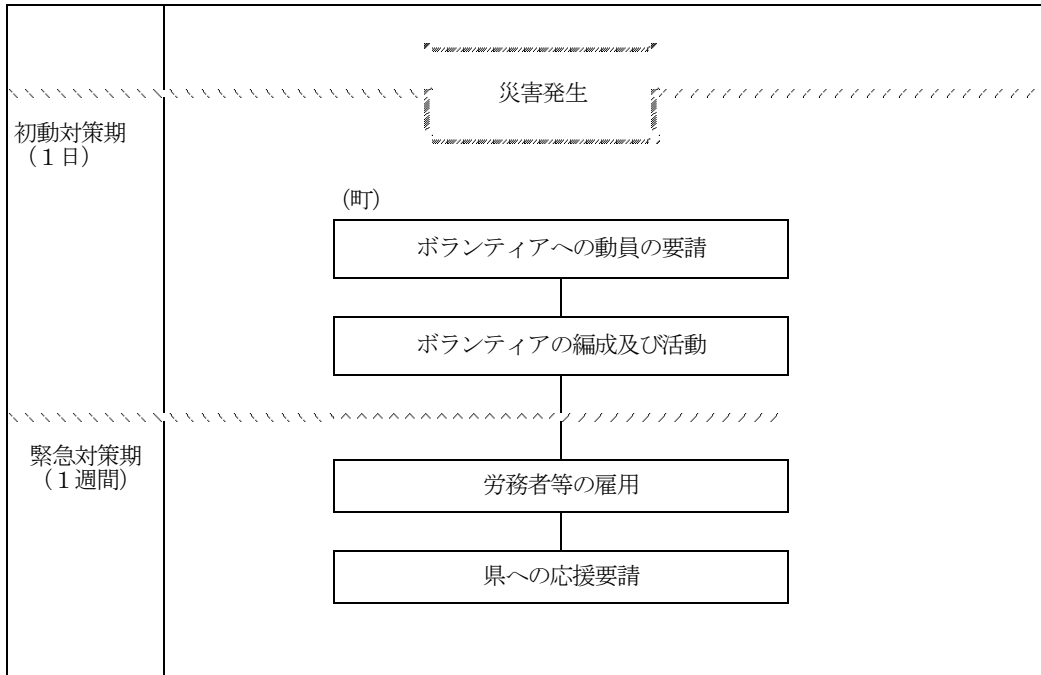 災害発生
初動対策期
（１日）
(町)
ボランティアへの動員の要請
ボランティアの編成及び活動
緊急対策期
（１週間）
労務者等の雇用
県への応援要請